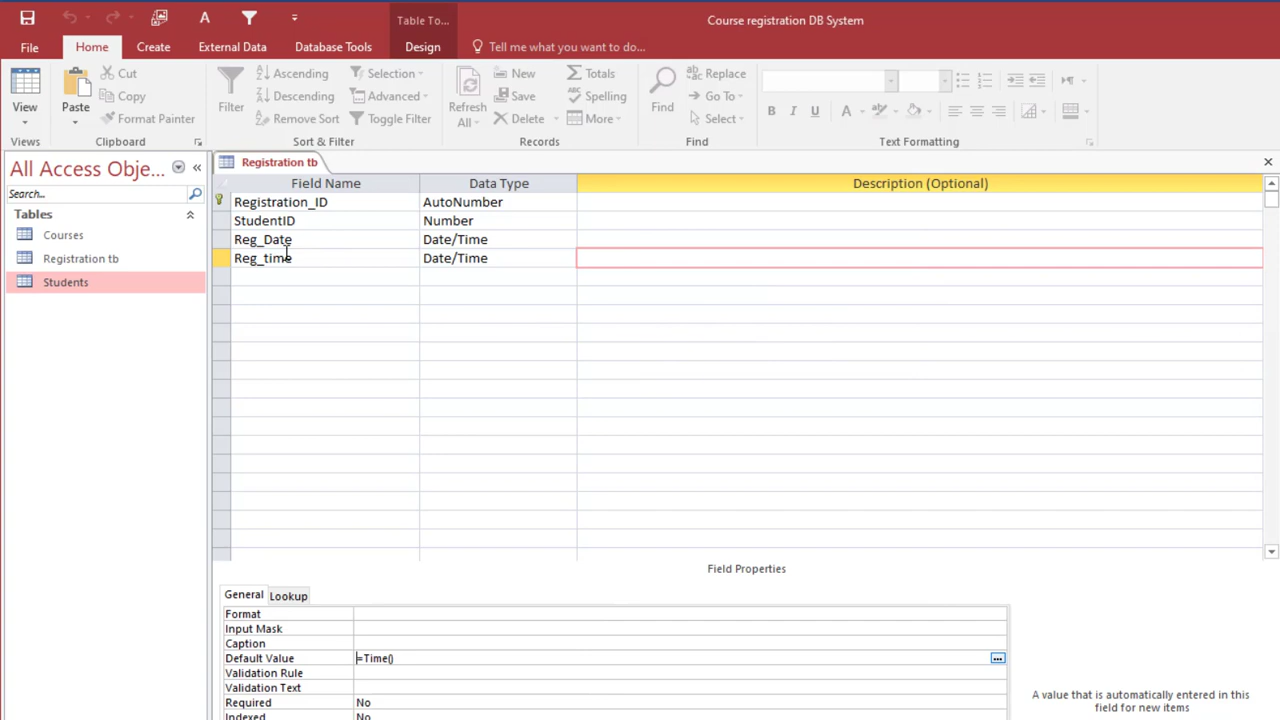 Table To...
Course registration DB System
File
Home
Create
External Data
Database Tools
Design
Tell me what you want to do...
View
Paste
Cut
Copy
Format Painter
Filter
Ascending
Descending
Remove Sort
Selection
Advanced
Toggle Filter
Refresh All
New
Save
Delete
Totals
Spelling
More
Find
Replace
Go To
Select
B I U A
Views
Clipboard
Sort & Filter
Records
Find
Text Formatting
All Access Obje...
Search...
Tables
Courses
Registration tb
Students
Registration tb
Field Name Data Type Description (Optional)
Registration_ID AutoNumber
StudentID Number
Reg_Date Date/Time
Reg_time Date/Time
Field Properties
General Lookup
Format
Input Mask
Caption
Default Value =Time()
Validation Rule
Validation Text
Required No
Indexed No
A value that is automatically entered in this
field for new items